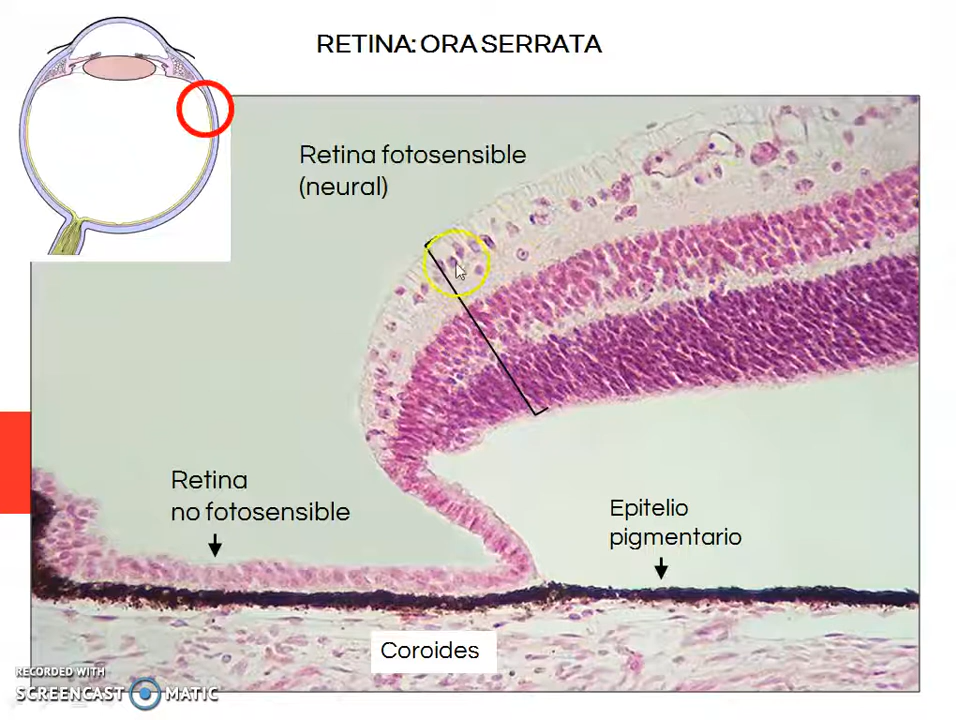 RETINA: ORA SERRATA
Retina fotosensible
(neural)
Retina
no fotosensible
Epitelio
pigmentario
Coroides
RECORDED WITH
SCREENCAST MATIC